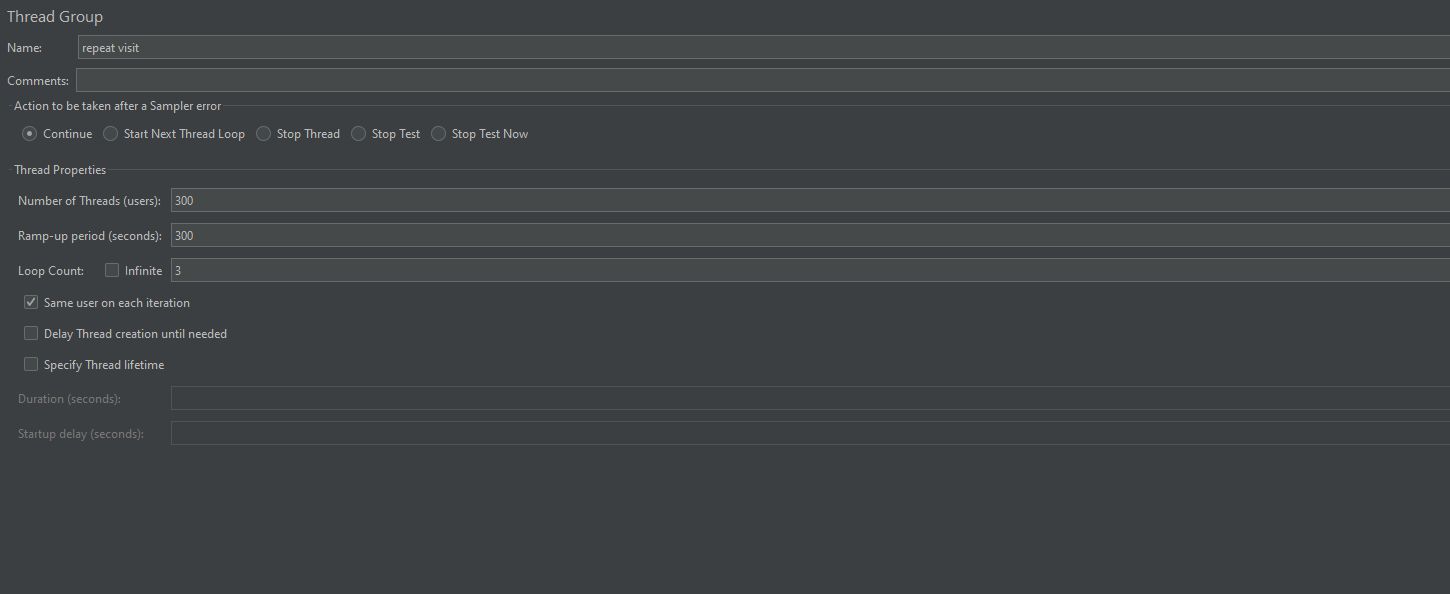 Thread Group
Name: repeat visit
Comments:
Action to be taken after a Sampler error
Continue Start Next Thread Loop Stop Thread Stop Test Stop Test Now
Thread Properties
Number of Threads (users): 300
Ramp-up period (seconds): 300
Loop Count: Infinite 3
Same user on each iteration
Delay Thread creation until needed
Specify Thread lifetime
Duration (seconds):
Startup delay (seconds):